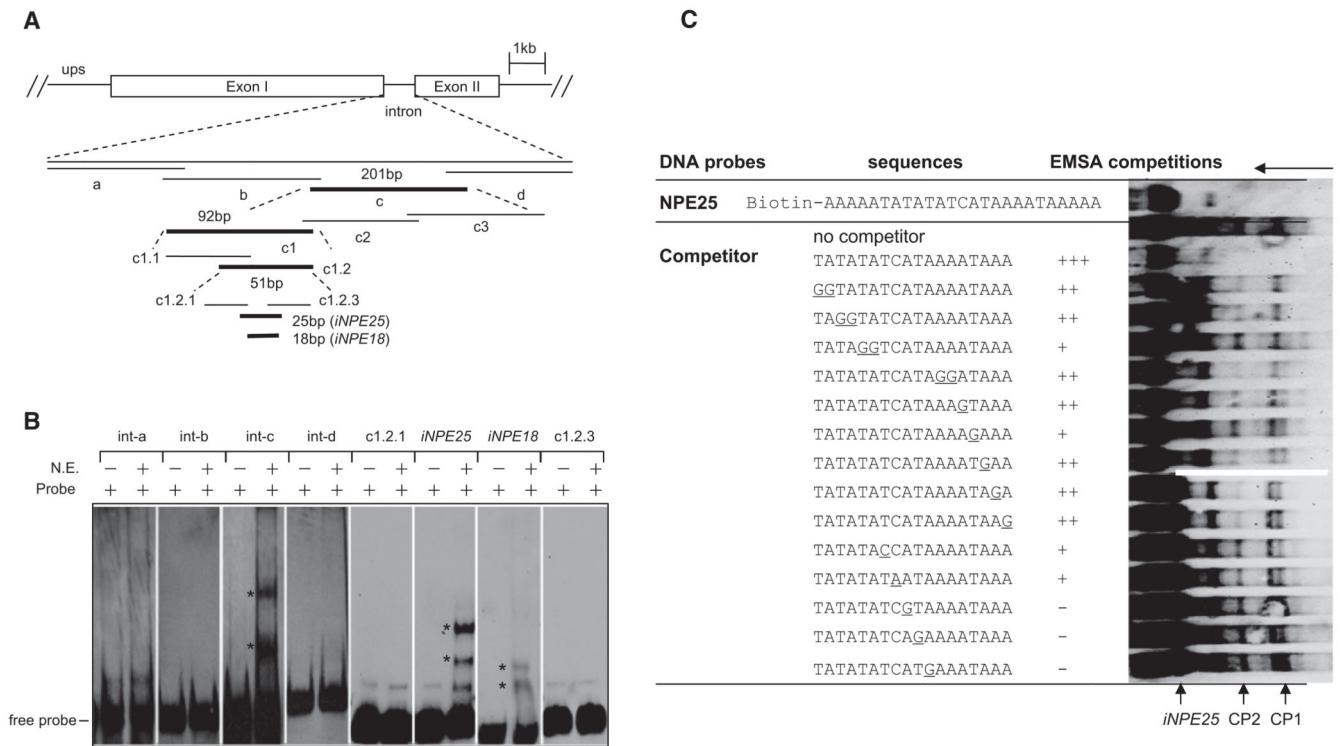 A
ups
1kb
Exon I
Exon II
intron
a
b
201bp
c
d
92bp
c1
c2
c3
c1.1
c1.2
51bp
c1.2.1
c1.2.3
25bp (iNPE25)
18bp (iNPE18)
B
int-a int-b int-c int-d c1.2.1 iNPE25 iNPE18 c1.2.3
N.E. − + − + − + − + − + − + − + − +
Probe + + + + + + + + + + + + + + + +
* * * * * *
free probe
C
DNA probes sequences EMSA competitions
NPE25 Biotin-AAAAATATATATCATAAAATAAAAA
Competitor no competitor
TATATATCATAAAATAAA +++
GGTATATCATAAAATAAA ++
TAGGTATCATAAAATAAA ++
TATAGGTCATAAAATAAA +
TATATATCATAGGATAAA ++
TATATATCATAAAGTAAA ++
TATATATCATAAAAGAAA +
TATATATCATAAAATGAA ++
TATATATCATAAAATAGA ++
TATATATCATAAAATAAG ++
TATATACCATAAAATAAA +
TATATATAATAAAATAAA +
TATATATCGTAAAATAAA −
TATATATCAGAAAATAAA −
TATATATCATGAAATAAA −
iNPE25 CP2 CP1